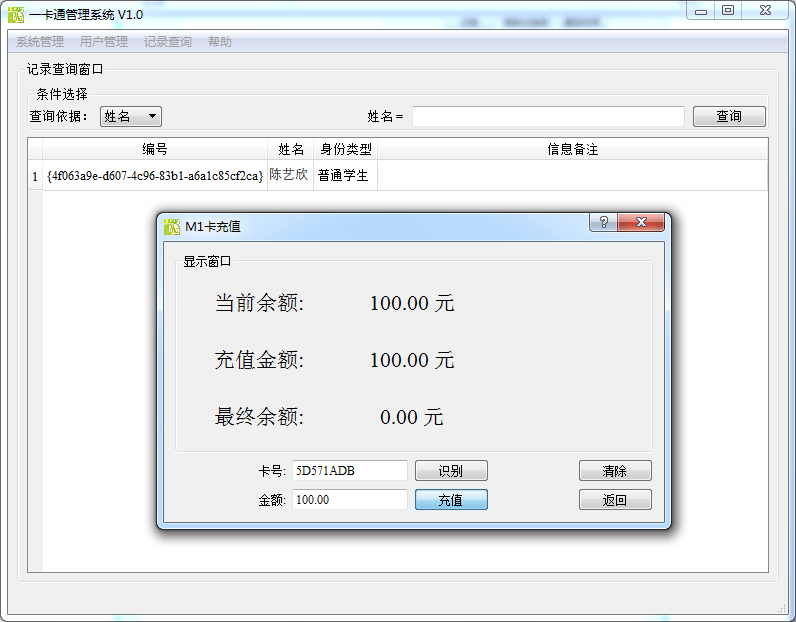 一卡通管理系统 V1.0
系统管理 用户管理 记录查询 帮助
记录查询窗口
条件选择
查询依据： 姓名 姓名 = 查询
编号 姓名 身份类型 信息备注
1 {4f063a9e-d607-4c96-83b1-a6a1c85cf2ca} 陈艺欣 普通学生
M1卡充值
显示窗口
当前余额: 100.00 元
充值金额: 100.00 元
最终余额: 0.00 元
卡号: 5D571ADB 识别 清除
金额: 100.00 充值 返回